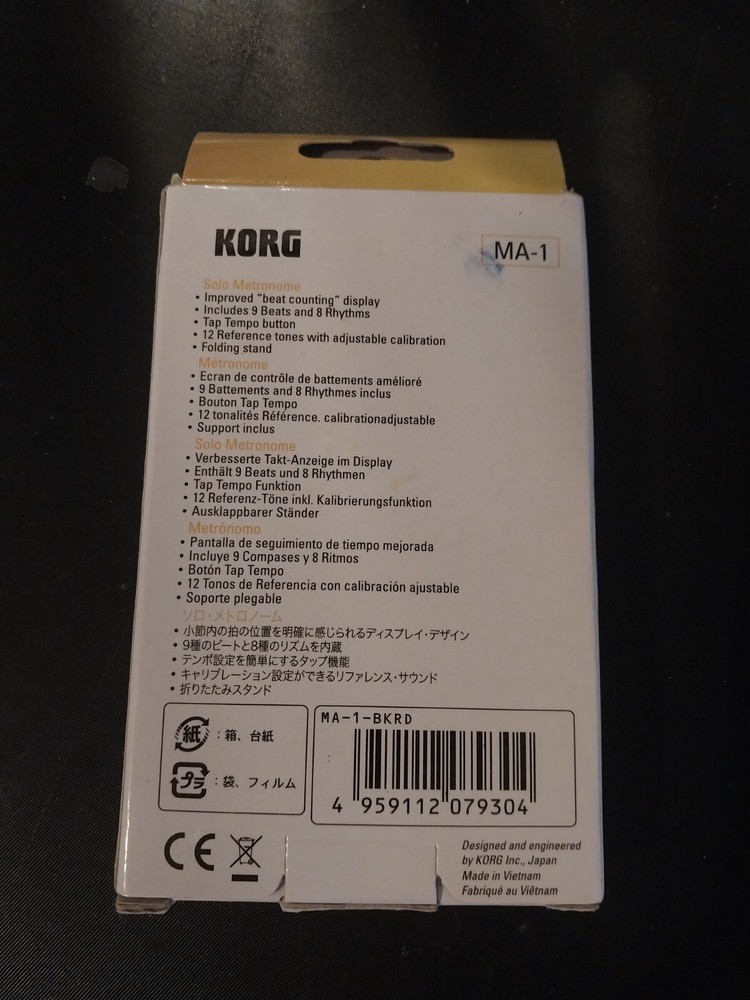 KORG
MA-1
Solo Metronome
• Improved "beat counting" display
• Includes 9 Beats and 8 Rhythms
• Tap Tempo button
• 12 Reference tones with adjustable calibration
• Folding stand
Métronome
• Ecran de contrôle de battements amélioré
• 9 Battements and 8 Rhythmes inclus
• Bouton Tap Tempo
• 12 tonalités Référence. calibrationadjustable
• Support inclus
Solo Metronome
• Verbesserte Takt-Anzeige im Display
• Enthält 9 Beats und 8 Rhythmen
• Tap Tempo Funktion
• 12 Referenz-Töne inkl. Kalibrierungsfunktion
• Ausklappbarer Ständer
Metrónomo
• Pantalla de seguimiento de tiempo mejorada
• Incluye 9 Compases y 8 Ritmos
• Botón Tap Tempo
• 12 Tonos de Referencia con calibración ajustable
• Soporte plegable
ソロ・メトロノーム
• 小節内の拍の位置を明確に感じられるディスプレイ・デザイン
• 9種のビートと8種のリズムを内蔵
• テンポ設定を簡単にするタップ機能
• キャリブレーション設定ができるリファレンス・サウンド
• 折りたたみスタンド
紙：箱、台紙
プラ：袋、フィルム
MA-1-BKRD
4 959112 079304
CE
Designed and engineered
by KORG Inc., Japan
Made in Vietnam
Fabriqué au Viêtnam